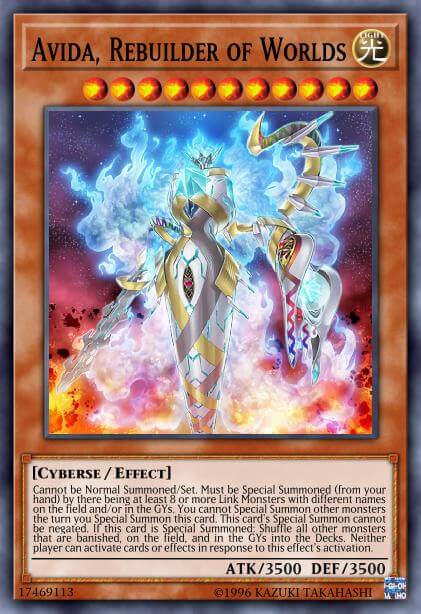 AVIDA, REBUILDER OF WORLDS
LIGHT
光
[CYBERSE / EFFECT]
Cannot be Normal Summoned/Set. Must be Special Summoned (from your
hand) by there being at least 8 or more Link Monsters with different names
on the field and/or in the GYs. You cannot Special Summon other monsters
the turn you Special Summon this card. This card's Special Summon cannot
be negated. If this card is Special Summoned: Shuffle all other monsters
that are banished, on the field, and in the GYs into the Decks. Neither
player can activate cards or effects in response to this effect's activation.
ATK/3500 DEF/3500
17469113
©1996 KAZUKI TAKAHASHI